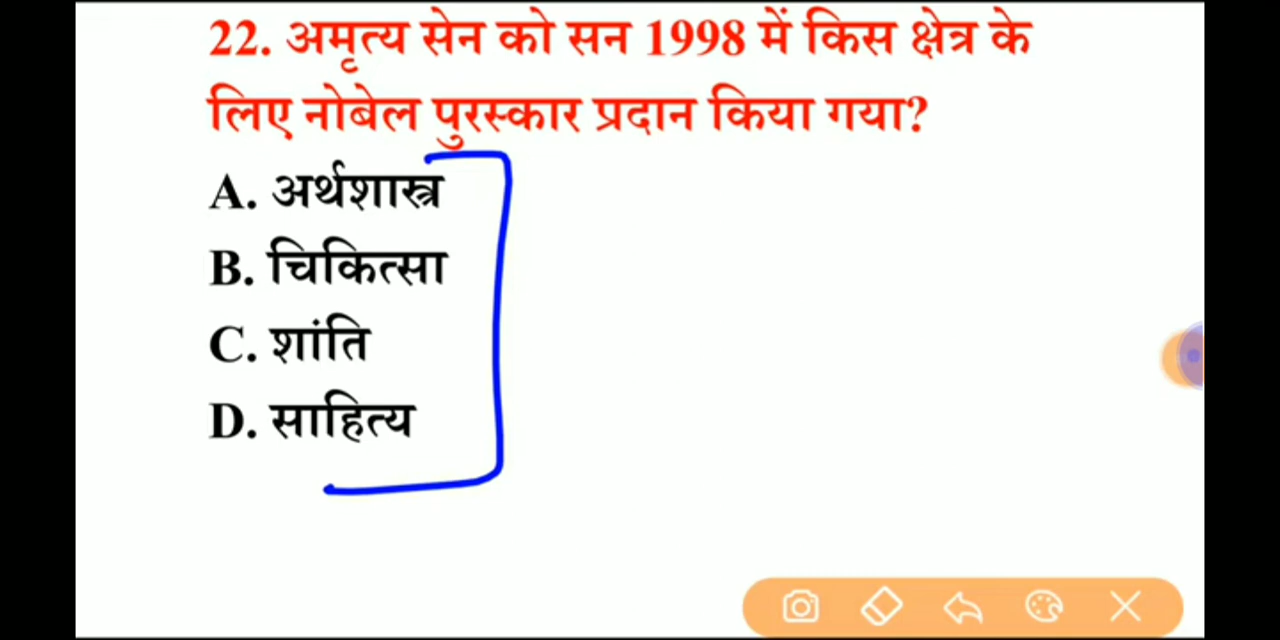 22. अमृत्य सेन को सन 1998 में किस क्षेत्र के
लिए नोबेल पुरस्कार प्रदान किया गया?
A. अर्थशास्त्र
B. चिकित्सा
C. शांति
D. साहित्य